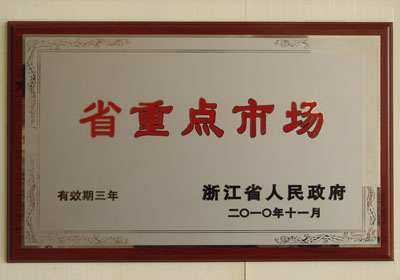 省重点市场
有效期三年
浙江省人民政府
二〇一〇年十一月